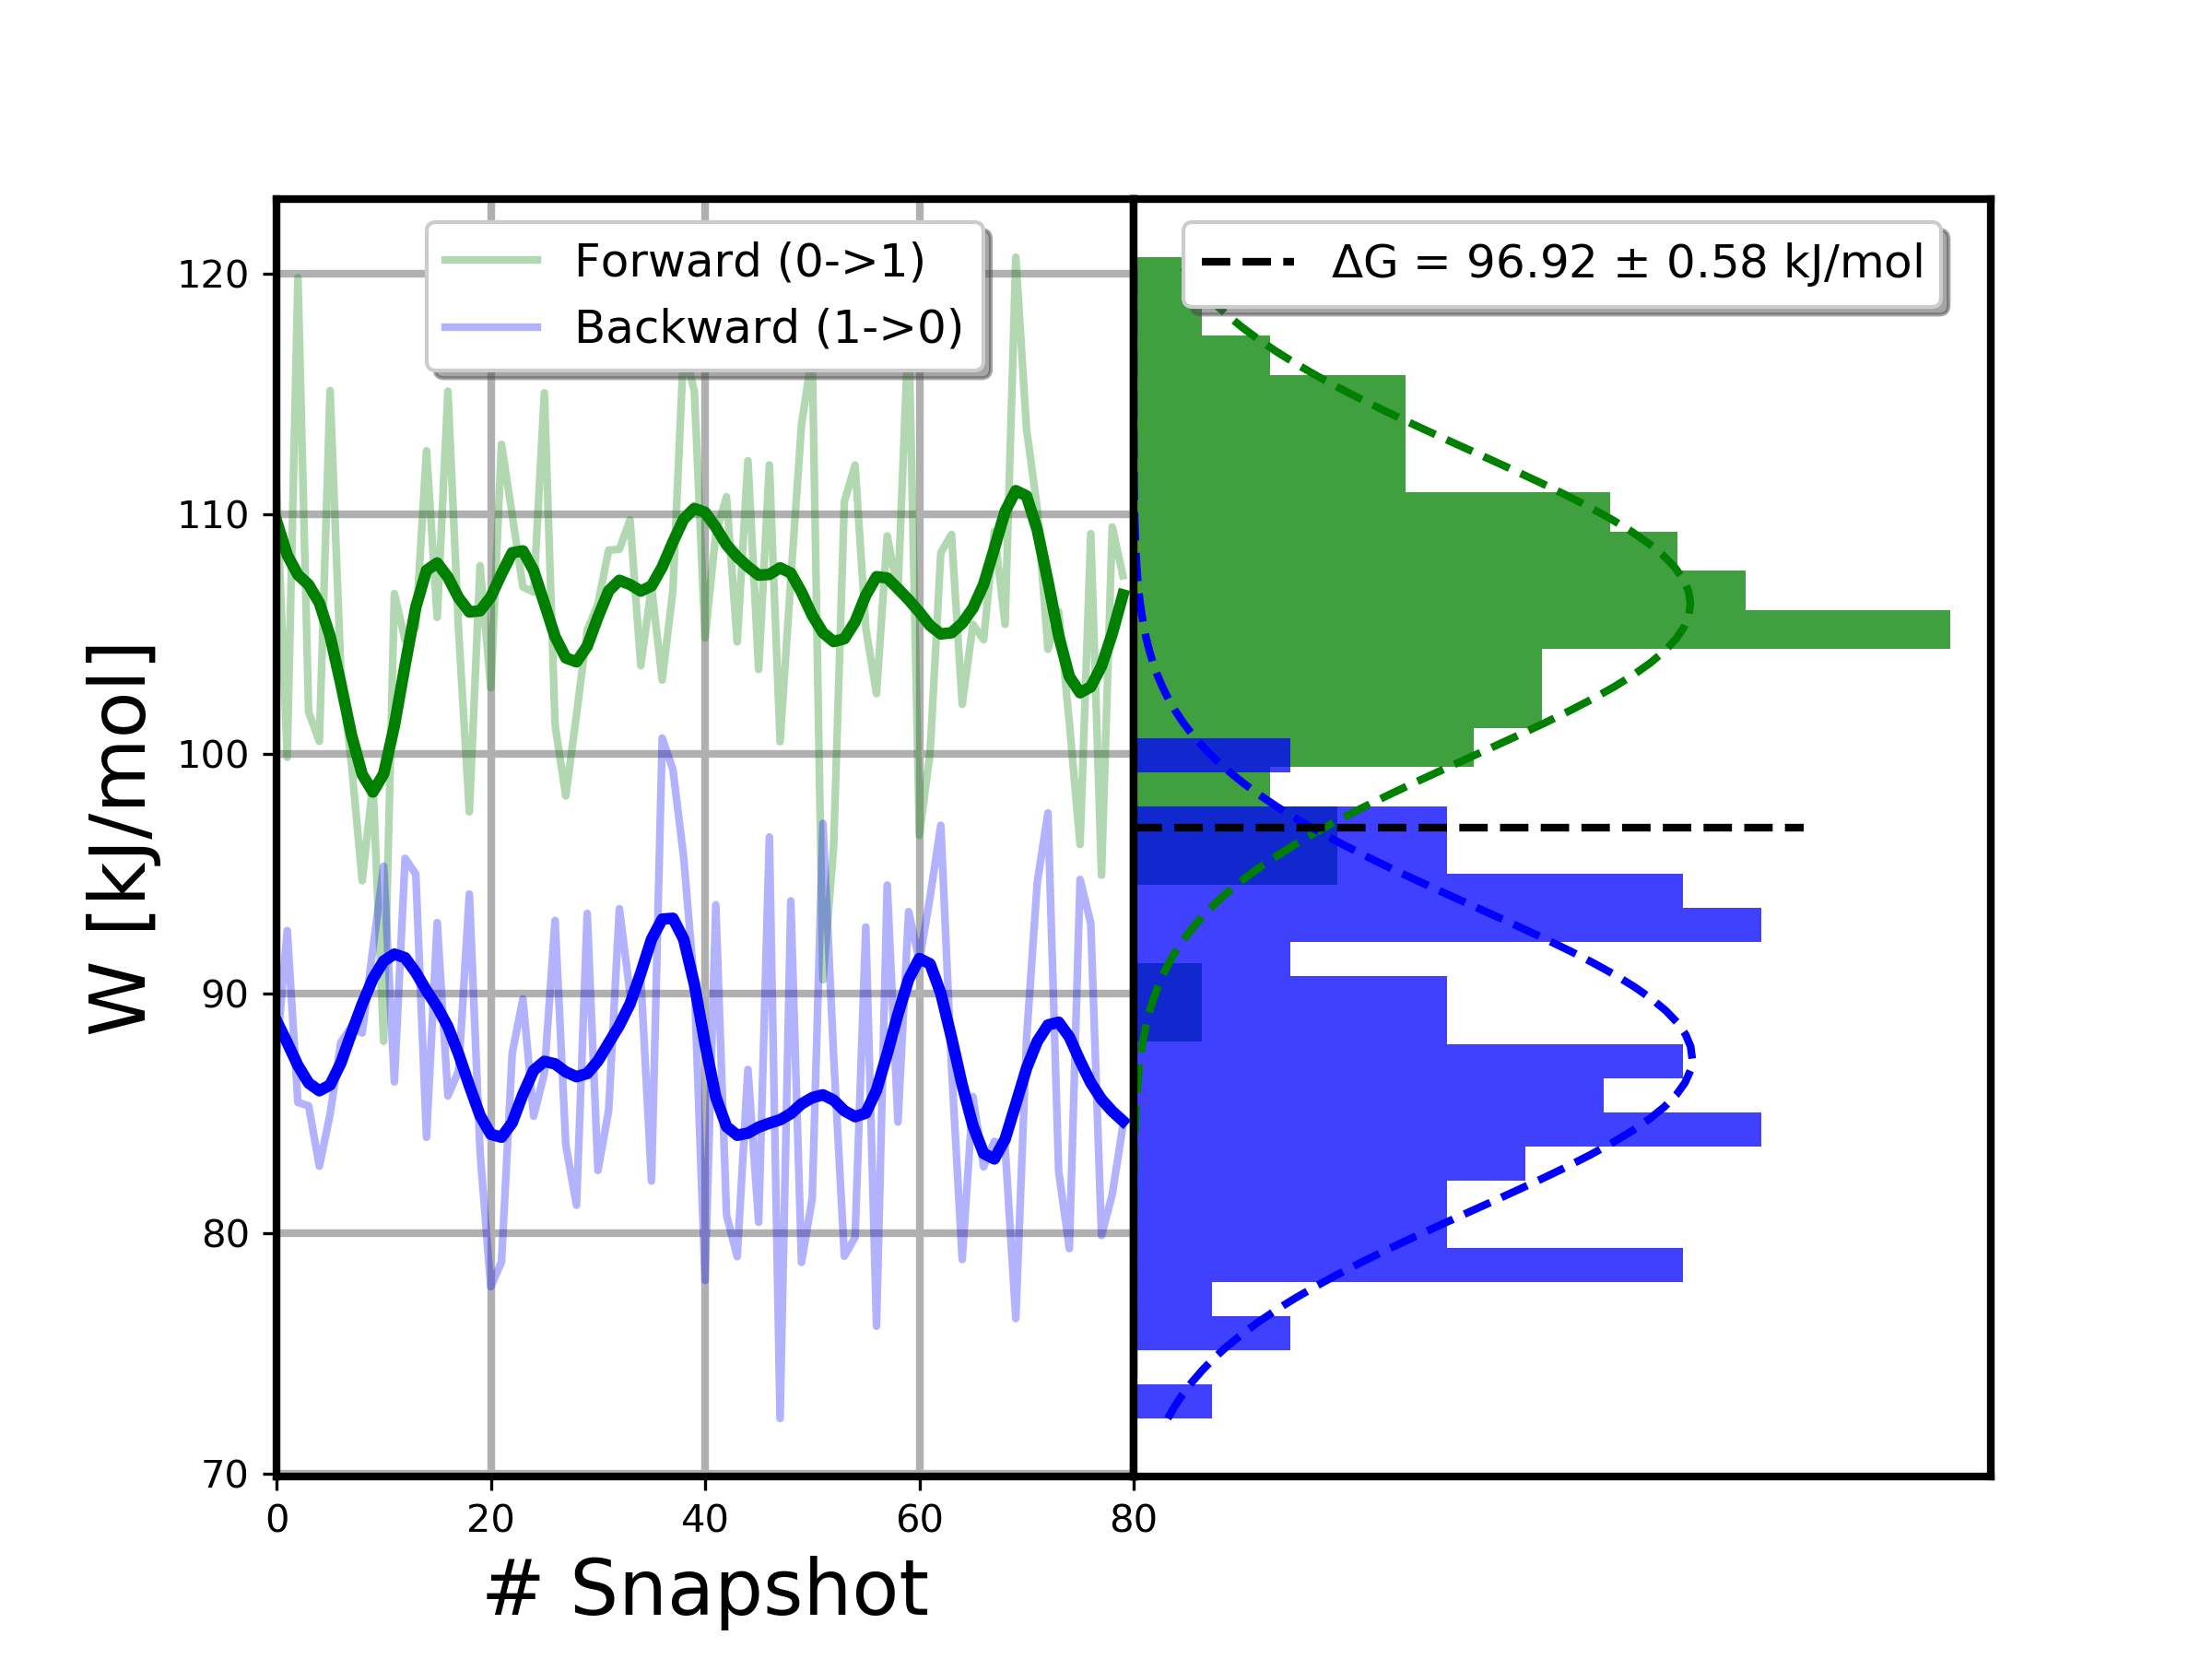 Forward (0->1)
Backward (1->0)
ΔG = 96.92 ± 0.58 kJ/mol
W [kJ/mol]
120
110
100
90
80
70
0 20 40 60 80
# Snapshot